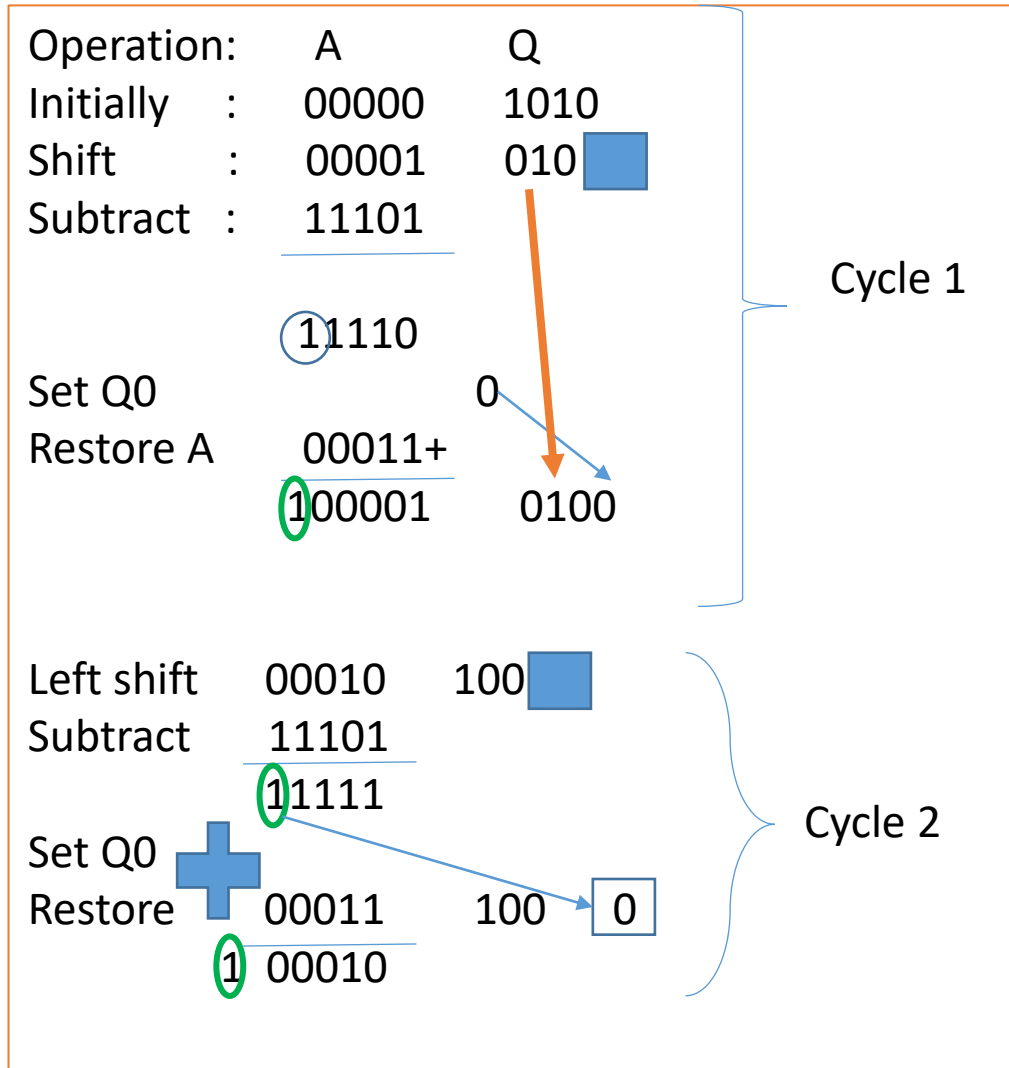 Operation: A Q
Initially : 00000 1010
Shift : 00001 010
Subtract : 11101
Cycle 1
11110
Set Q0 0
Restore A 00011+
100001 0100
Left shift 00010 100
Subtract 11101
11111
Cycle 2
Set Q0
Restore 00011 100 0
1 00010